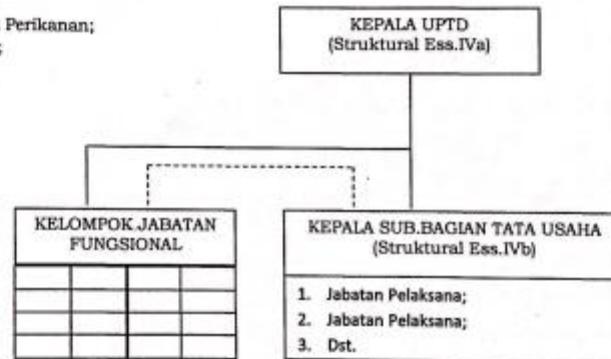 Perikanan;
;
KEPALA UPTD
(Struktural Ess.IVa)
KELOMPOK JABATAN
FUNGSIONAL
KEPALA SUB.BAGIAN TATA USAHA
(Struktural Ess.IVb)
1. Jabatan Pelaksana;
2. Jabatan Pelaksana;
3. Dst.